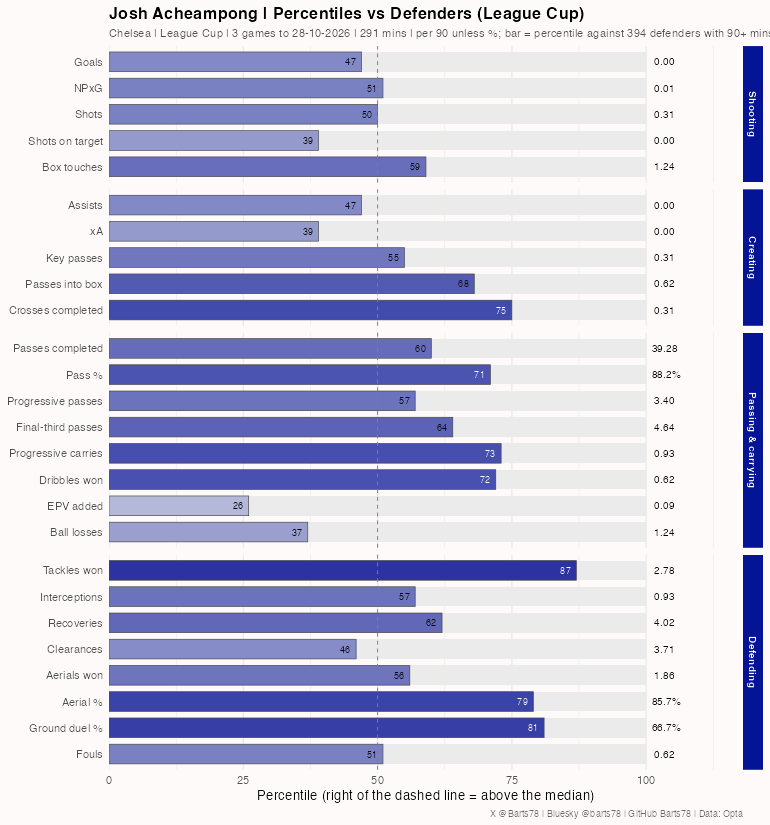 Josh Acheampong | Percentiles vs Defenders (League Cup)
Chelsea | League Cup | 3 games to 28-10-2026 | 291 mins | per 90 unless %; bar = percentile against 394 defenders with 90+ mins
Shooting
Goals 47 0.00
NPxG 51 0.01
Shots 50 0.31
Shots on target 39 0.00
Box touches 59 1.24
Creating
Assists 47 0.00
xA 39 0.00
Key passes 55 0.31
Passes into box 68 0.62
Crosses completed 75 0.31
Passing & carrying
Passes completed 60 39.28
Pass % 71 88.2%
Progressive passes 57 3.40
Final-third passes 64 4.64
Progressive carries 73 0.93
Dribbles won 72 0.62
EPV added 26 0.09
Ball losses 37 1.24
Defending
Tackles won 87 2.78
Interceptions 57 0.93
Recoveries 62 4.02
Clearances 46 3.71
Aerials won 56 1.86
Aerial % 79 85.7%
Ground duel % 81 66.7%
Fouls 51 0.62
0 25 50 75 100
Percentile (right of the dashed line = above the median)
X @Barts78 | Bluesky @barts78 | GitHub Barts78 | Data: Opta